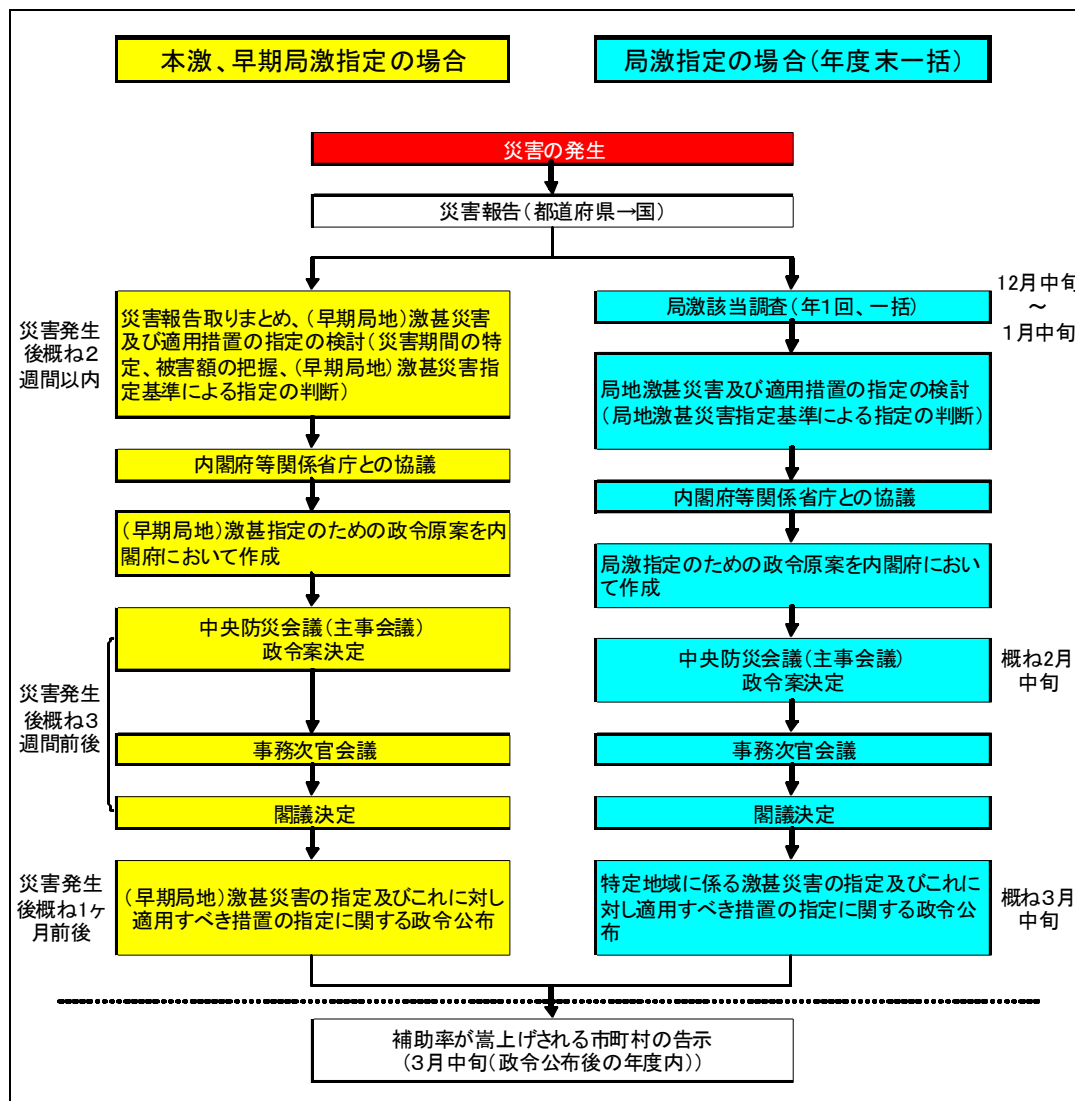 本激、早期局激指定の場合
局激指定の場合（年度末一括）
災害の発生
災害報告（都道府県→国）
災害発生
後概ね２
週間以内
災害報告取りまとめ、（早期局地）激甚災害
及び適用措置の指定の検討（災害期間の特
定、被害額の把握、（早期局地）激甚災害指
定基準による指定の判断）
内閣府等関係省庁との協議
（早期局地）激甚指定のための政令原案を内
閣府において作成
災害発生
後概ね３
週間前後
中央防災会議（主事会議）
政令案決定
事務次官会議
閣議決定
災害発生
後概ね1ヶ
月前後
（早期局地）激甚災害の指定及びこれに対し
適用すべき措置の指定に関する政令公布
局激該当調査（年１回、一括）
12月中旬
～
１月中旬
局地激甚災害及び適用措置の指定の検討
（局地激甚災害指定基準による指定の判断）
内閣府等関係省庁との協議
局激指定のための政令原案を内閣府におい
て作成
中央防災会議（主事会議）
政令案決定
概ね2月
中旬
事務次官会議
閣議決定
特定地域に係る激甚災害の指定及びこれに
対し適用すべき措置の指定に関する政令公
布
概ね３月
中旬
補助率が嵩上げされる市町村の告示
（３月中旬（政令公布後の年度内））